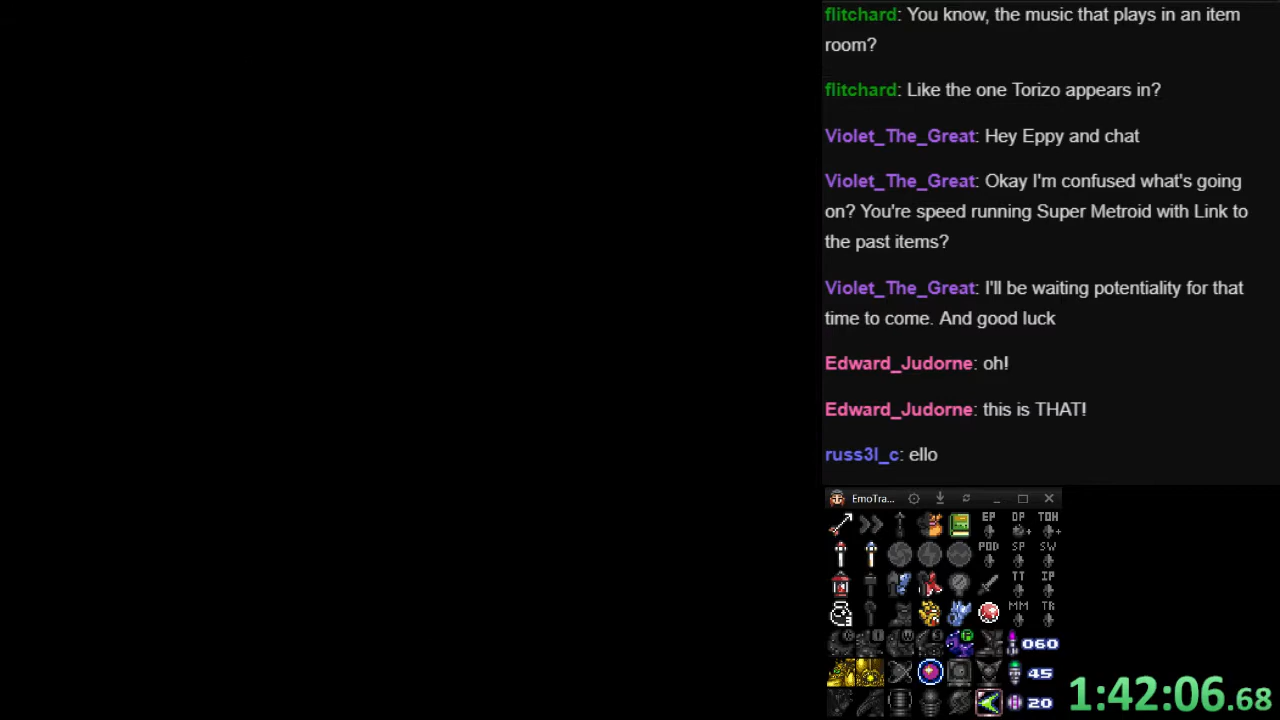 flitchard: You know, the music that plays in an item
room?
flitchard: Like the one Torizo appears in?
Violet_The_Great: Hey Eppy and chat
Violet_The_Great: Okay I'm confused what's going
on? You're speed running Super Metroid with Link to
the past items?
Violet_The_Great: I'll be waiting potentiality for that
time to come. And good luck
Edward_Judorne: oh!
Edward_Judorne: this is THAT!
russ3l_c: ello
EmoTra...
EP DP TOH
POD SP SW
TT IP
MM TR
060
45
20
1:42:06.68